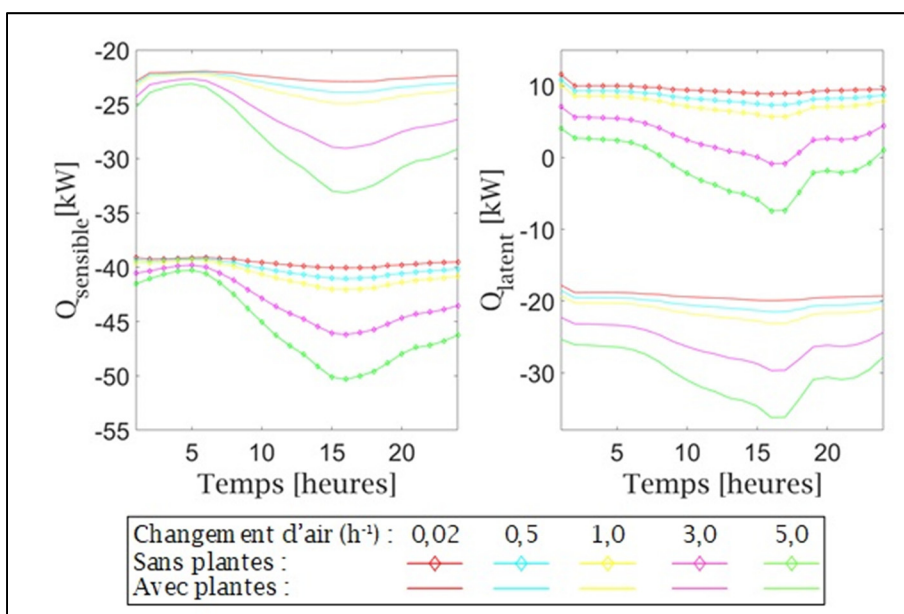 -20
-25
-30
-35
-40
-45
-50
-55
Q sensible [kW]
5 10 15 20
Temps [heures]
10
0
-10
-20
-30
Q latent [kW]
5 10 15 20
Temps [heures]
Changement d'air (h⁻¹) : 0,02 0,5 1,0 3,0 5,0
Sans plantes :
Avec plantes :